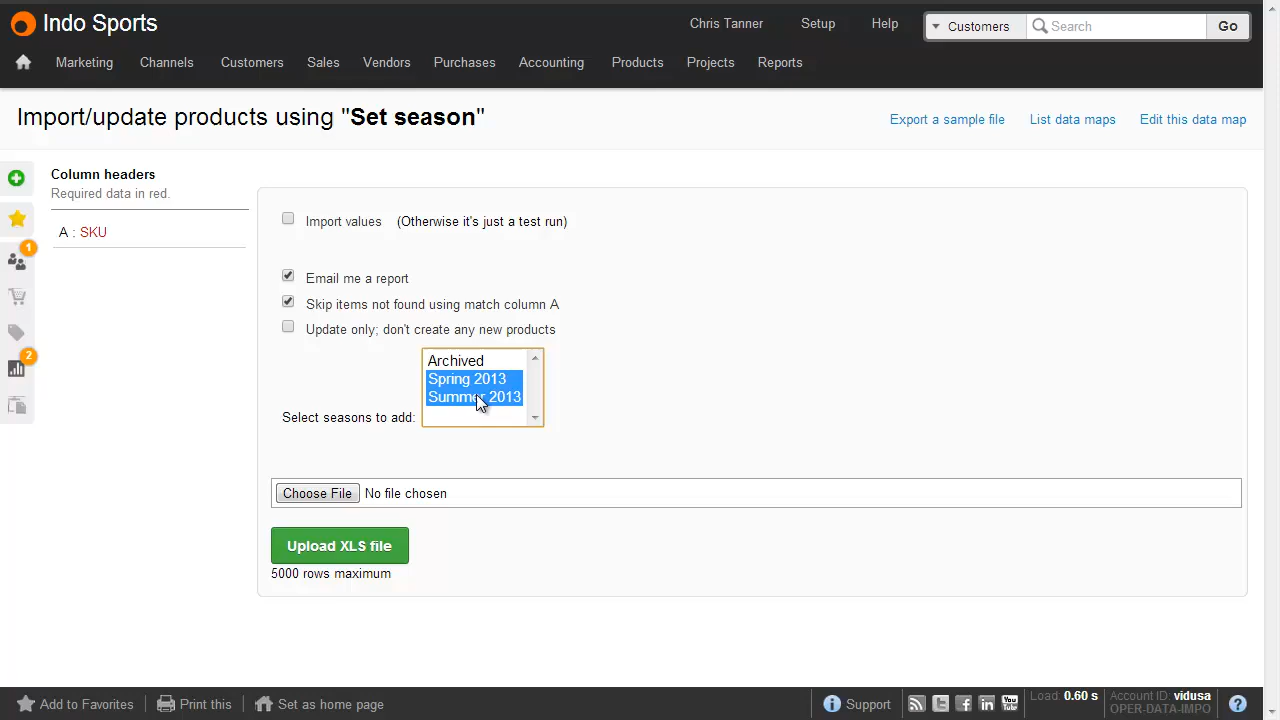 Indo Sports
Chris Tanner Setup Help Customers Search Go
Marketing Channels Customers Sales Vendors Purchases Accounting Products Projects Reports
Import/update products using "Set season"
Export a sample file List data maps Edit this data map
Column headers
Required data in red.
A : SKU
1
2
Import values (Otherwise it's just a test run)
Email me a report
Skip items not found using match column A
Update only; don't create any new products
Archived
Spring 2013
Summer 2013
Select seasons to add:
Choose File No file chosen
Upload XLS file
5000 rows maximum
Add to Favorites Print this Set as home page Support You Tube Load: 0.60 s Account ID: vidusa
OPER-DATA-IMPO